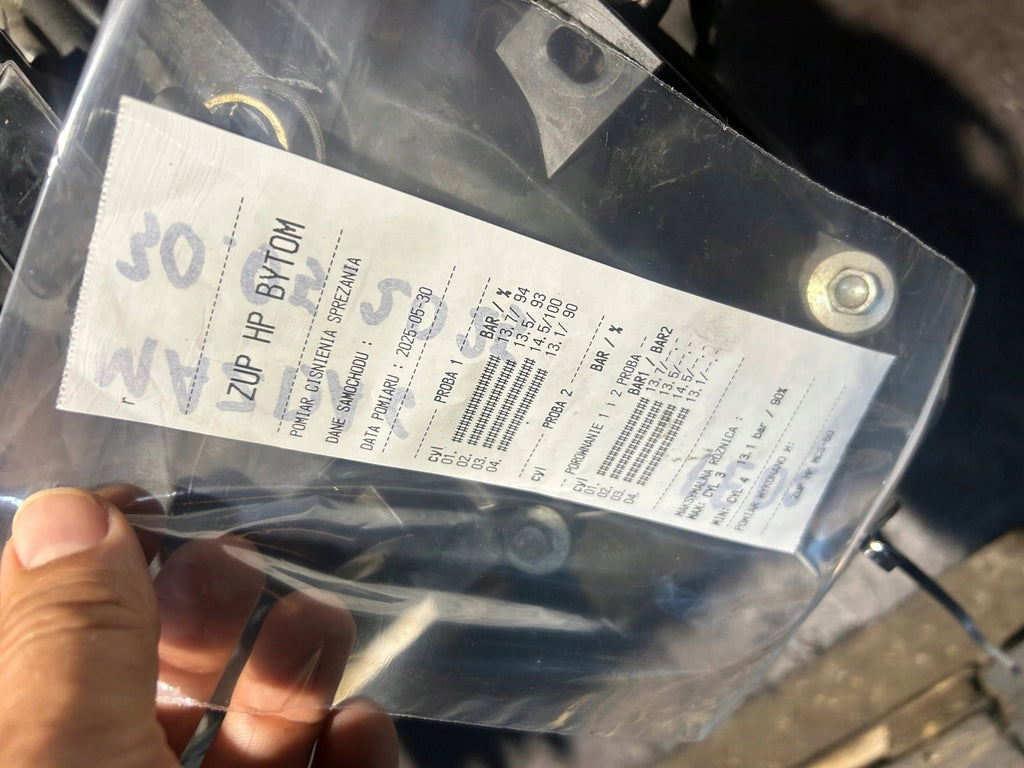 ZUP HP BYTOM
POMIAR CISNIENIA SPREZANIA
DANE SAMOCHODU :
DATA POMIARU : 2025-05-30
PROBA 1
cyl BAR / %
01. ############# 13.7/ 94
02. ############# 13.5/ 93
03. ############## 14.5/100
04. ############ 13.1/ 90
PROBA 2
cyl BAR / %
POROWNANIE 1 i 2 PROBA
cyl BAR1 / BAR2
01. ############# 13.7/--.-
02. ############# 13.5/--.-
03. ############## 14.5/--.-
04. ############ 13.1/--.-
MAKSYMALNA ROZNICA :
MAX CYL 3
MIN CYL 4 13.1 bar / 90%
POMIAR WYKONANO W: